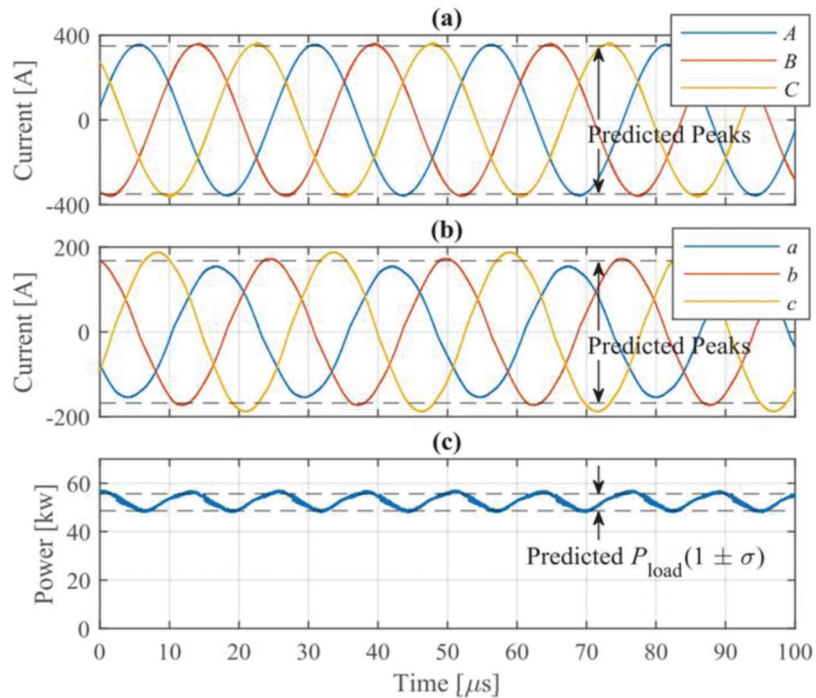 (a)
400
0
-400
Current [A]
A
B
C
Predicted Peaks
(b)
200
0
-200
Current [A]
a
b
c
Predicted Peaks
(c)
60
40
20
0
Power [kw]
Predicted P_load(1 ± σ)
0 10 20 30 40 50 60 70 80 90 100
Time [μs]